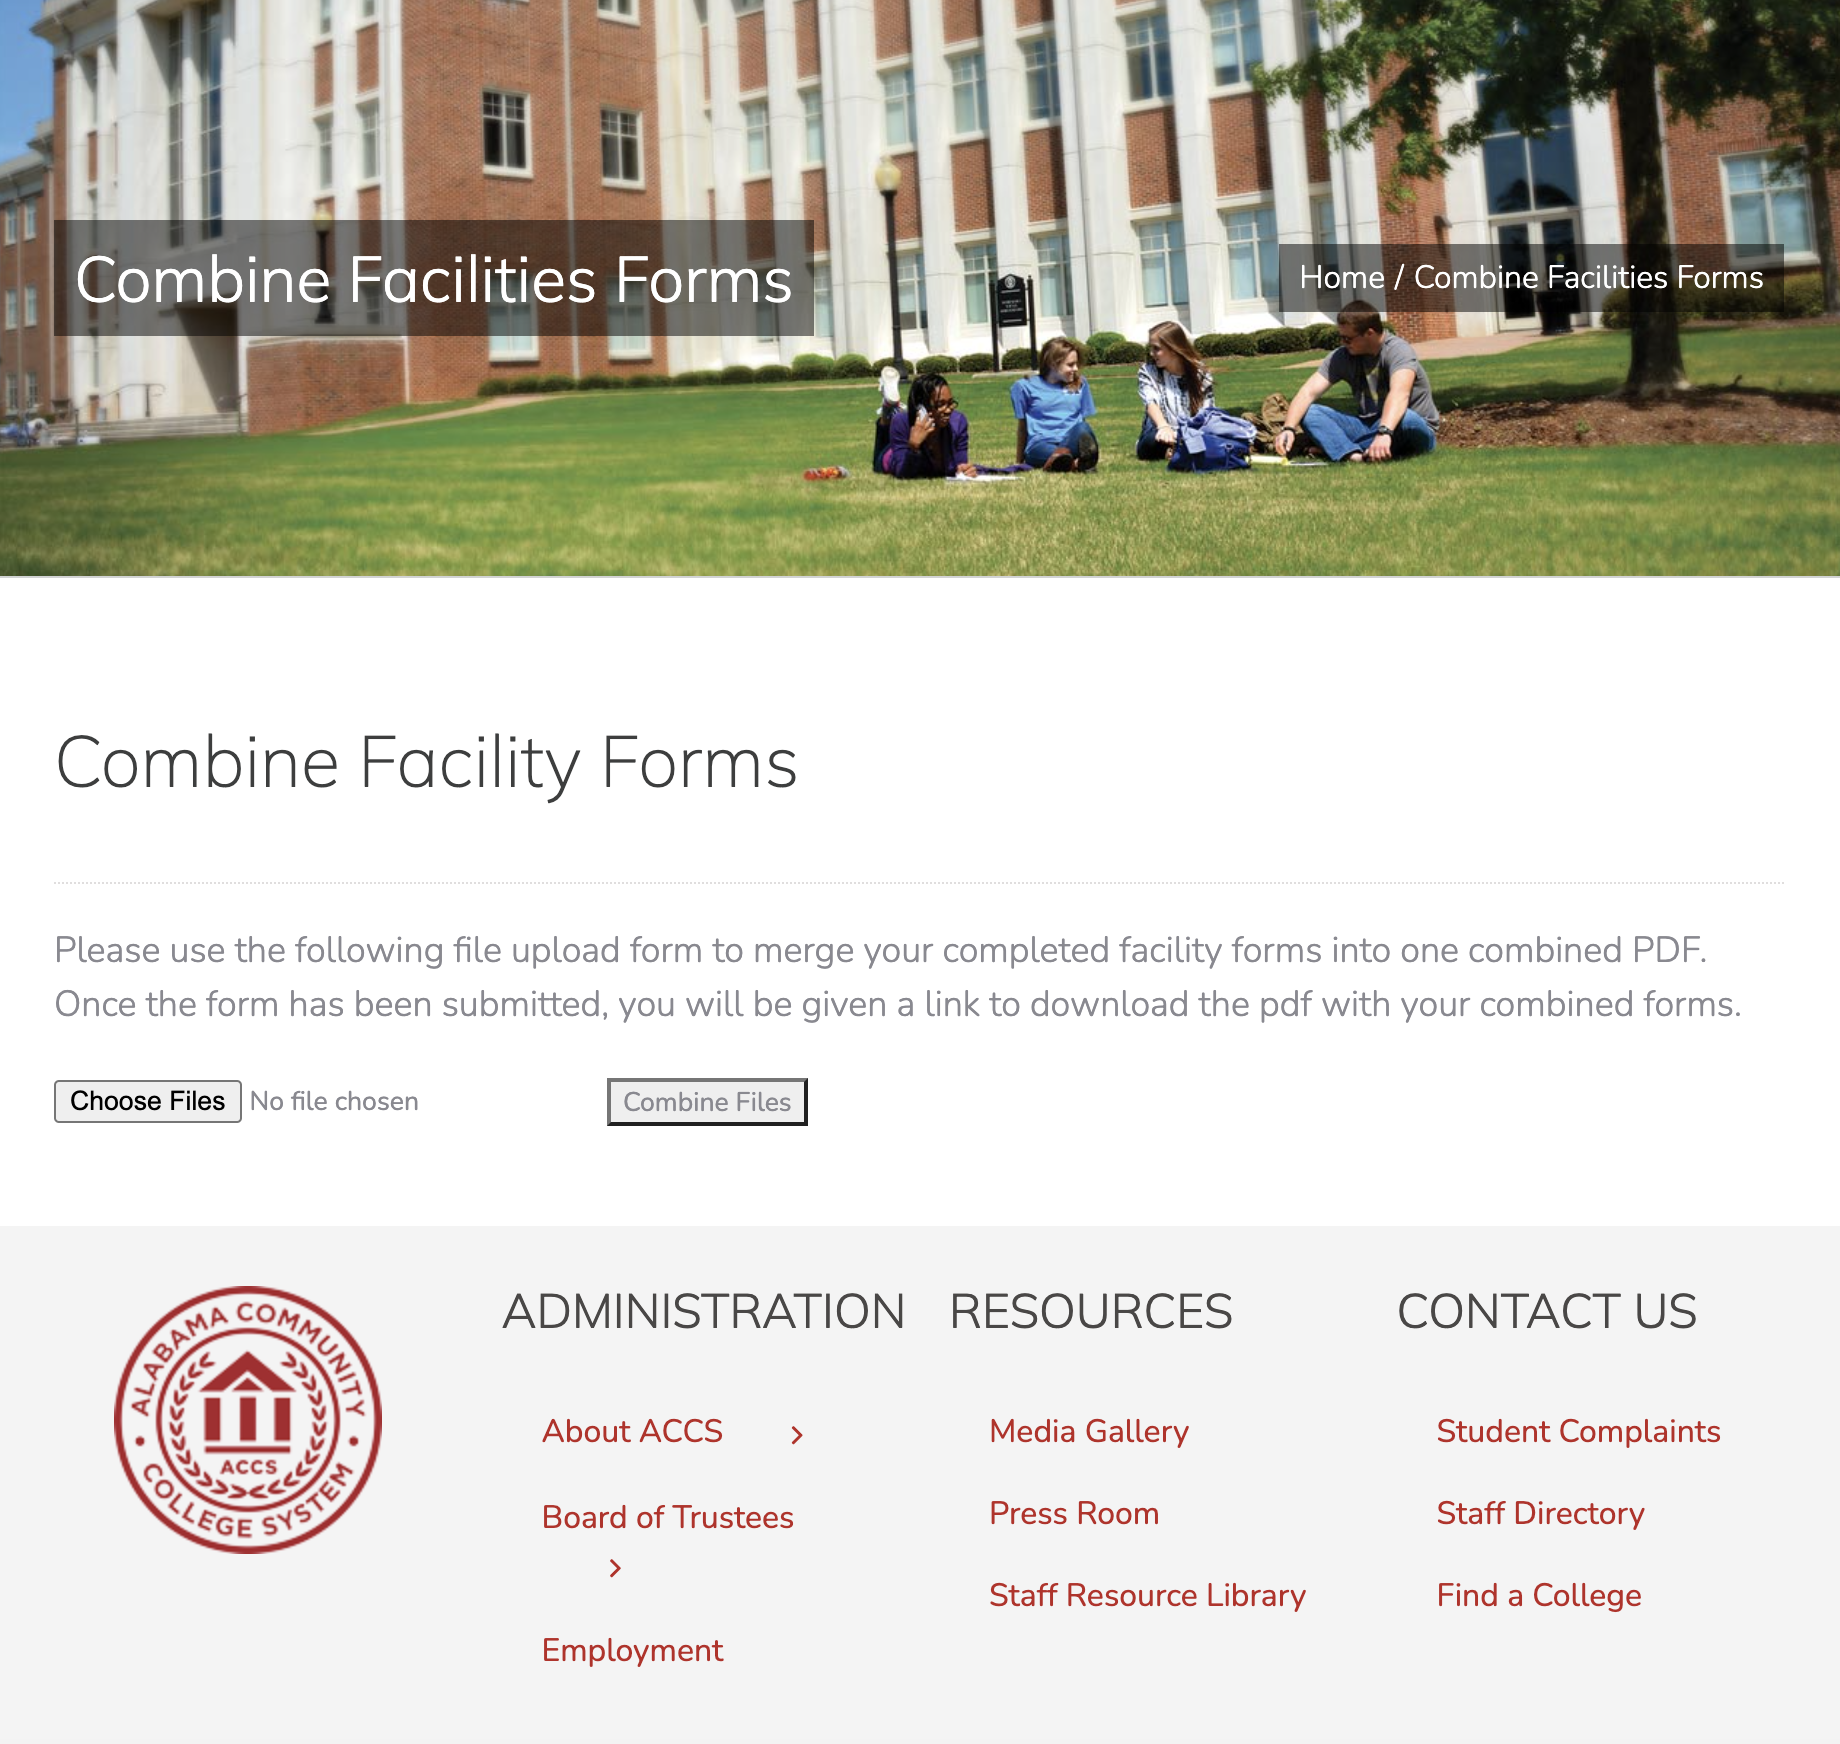 Combine Facilities Forms
Home / Combine Facilities Forms
Combine Facility Forms
Please use the following file upload form to merge your completed facility forms into one combined PDF.
Once the form has been submitted, you will be given a link to download the pdf with your combined forms.
Choose Files No file chosen
Combine Files
ALABAMA COMMUNITY
ACCS
COLLEGE SYSTEM
ADMINISTRATION
About ACCS
Board of Trustees
Employment
RESOURCES
Media Gallery
Press Room
Staff Resource Library
CONTACT US
Student Complaints
Staff Directory
Find a College